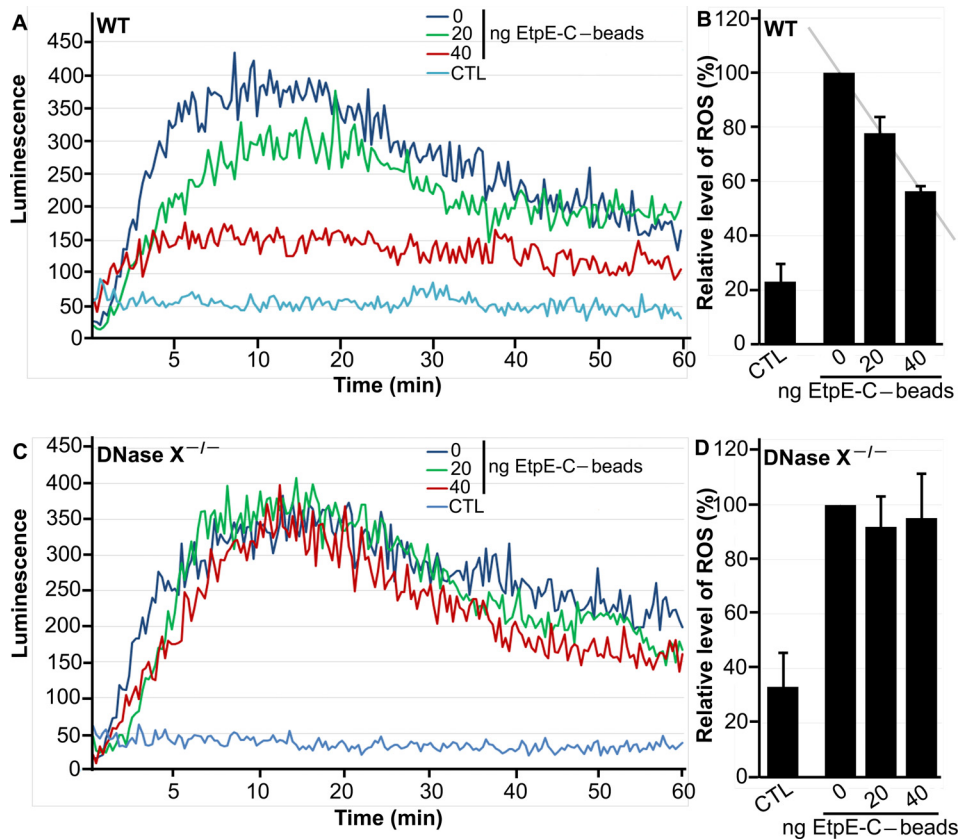 A
WT
Luminescence
450
400
350
300
250
200
150
100
50
0
5
10
20
30
40
50
60
Time (min)
0
20
40
CTL
ng EtpE-C–beads
B
WT
Relative level of ROS (%)
120
100
80
60
40
20
0
CTL
0
20
40
ng EtpE-C–beads
C
DNase X−/−
Luminescence
450
400
350
300
200
150
100
50
0
5
10
20
30
40
50
60
Time (min)
0
20
40
CTL
ng EtpE-C–beads
D
DNase X−/−
Relative level of ROS (%)
120
100
80
60
40
20
0
CTL
0
20
40
ng EtpE-C–beads